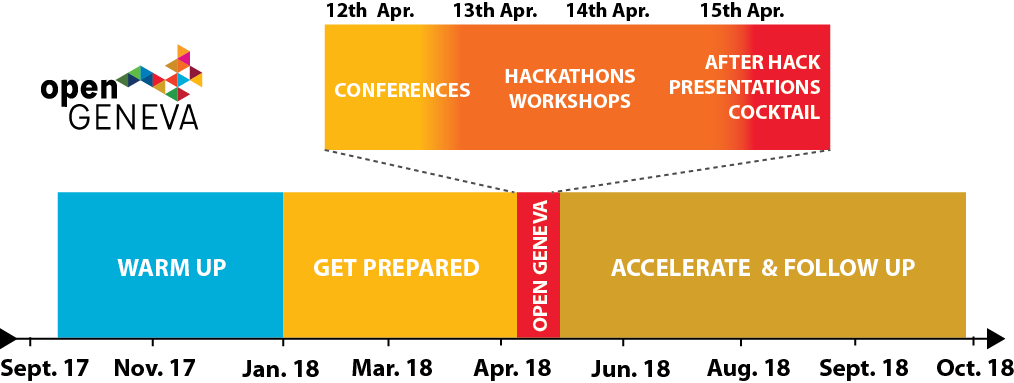 12th Apr. 13th Apr. 14th Apr. 15th Apr.
open
GENEVA
CONFERENCES
HACKATHONS
WORKSHOPS
AFTER HACK
PRESENTATIONS
COCKTAIL
WARM UP
GET PREPARED
OPEN GENEVA
ACCELERATE & FOLLOW UP
Sept. 17 Nov. 17 Jan. 18 Mar. 18 Apr. 18 Jun. 18 Aug. 18 Sept. 18 Oct. 18